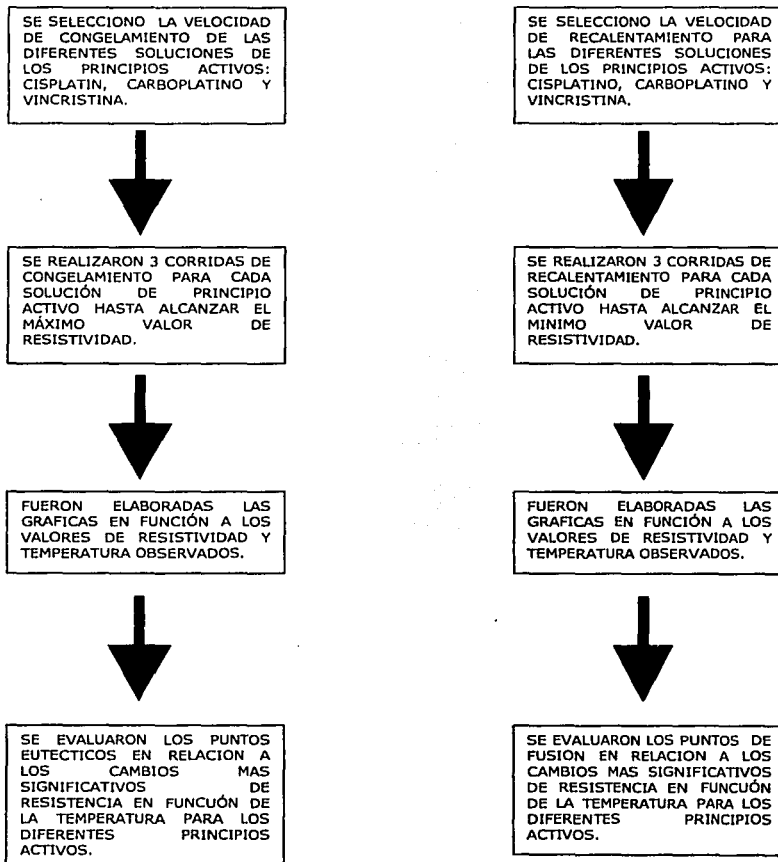 SE SELECCIONO LA VELOCIDAD
DE CONGELAMIENTO DE LAS
DIFERENTES SOLUCIONES DE
LOS PRINCIPIOS ACTIVOS:
CISPLATIN, CARBOPLATINO Y
VINCRISTINA.
SE REALIZARON 3 CORRIDAS DE
CONGELAMIENTO PARA CADA
SOLUCIÓN DE PRINCIPIO
ACTIVO HASTA ALCANZAR EL
MÁXIMO VALOR DE
RESISTIVIDAD.
FUERON ELABORADAS LAS
GRAFICAS EN FUNCIÓN A LOS
VALORES DE RESISTIVIDAD Y
TEMPERATURA OBSERVADOS.
SE EVALUARON LOS PUNTOS
EUTECTICOS EN RELACION A
LOS CAMBIOS MAS
SIGNIFICATIVOS DE
RESISTENCIA EN FUNCUÓN DE
LA TEMPERATURA PARA LOS
DIFERENTES PRINCIPIOS
ACTIVOS.
SE SELECCIONO LA VELOCIDAD
DE RECALENTAMIENTO PARA
LAS DIFERENTES SOLUCIONES
DE LOS PRINCIPIOS ACTIVOS:
CISPLATINO, CARBOPLATINO Y
VINCRISTINA.
SE REALIZARON 3 CORRIDAS DE
RECALENTAMIENTO PARA CADA
SOLUCIÓN DE PRINCIPIO
ACTIVO HASTA ALCANZAR EL
MINIMO VALOR DE
RESISTIVIDAD.
FUERON ELABORADAS LAS
GRAFICAS EN FUNCIÓN A LOS
VALORES DE RESISTIVIDAD Y
TEMPERATURA OBSERVADOS.
SE EVALUARON LOS PUNTOS DE
FUSION EN RELACION A LOS
CAMBIOS MAS SIGNIFICATIVOS
DE RESISTENCIA EN FUNCUÓN
DE LA TEMPERATURA PARA LOS
DIFERENTES PRINCIPIOS
ACTIVOS.